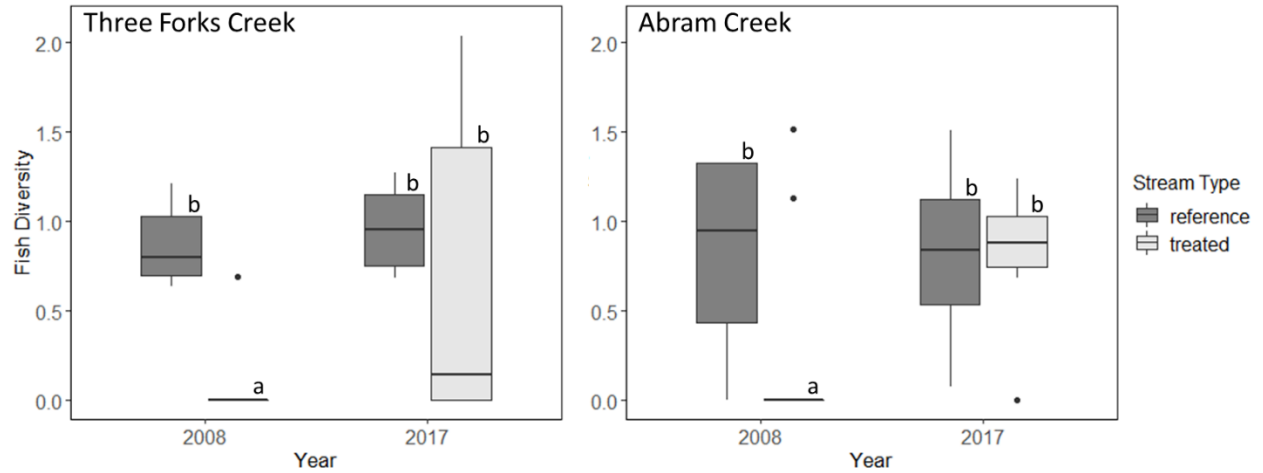 Three Forks Creek
Abram Creek
Fish Diversity
2.0
1.5
1.0
0.5
0.0
b
a
b
b
2008
2017
Year
2.0
1.5
1.0
0.5
0.0
b
a
b
b
2008
2017
Year
Stream Type
reference
treated